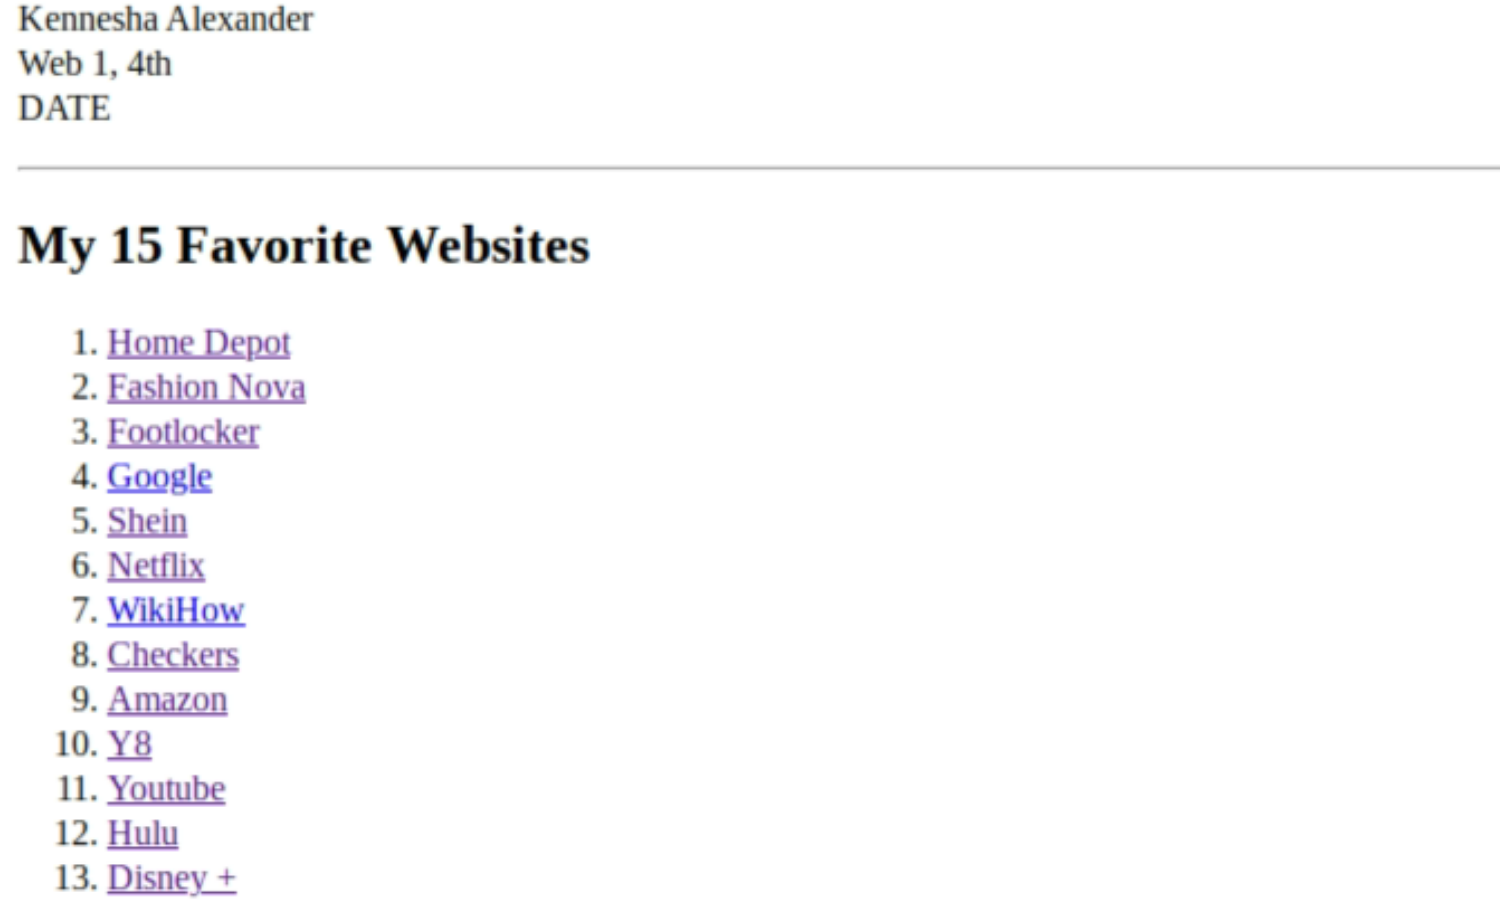 Kennesha Alexander
Web 1, 4th
DATE
My 15 Favorite Websites
1. Home Depot
2. Fashion Nova
3. Footlocker
4. Google
5. Shein
6. Netflix
7. WikiHow
8. Checkers
9. Amazon
10. Y8
11. Youtube
12. Hulu
13. Disney +